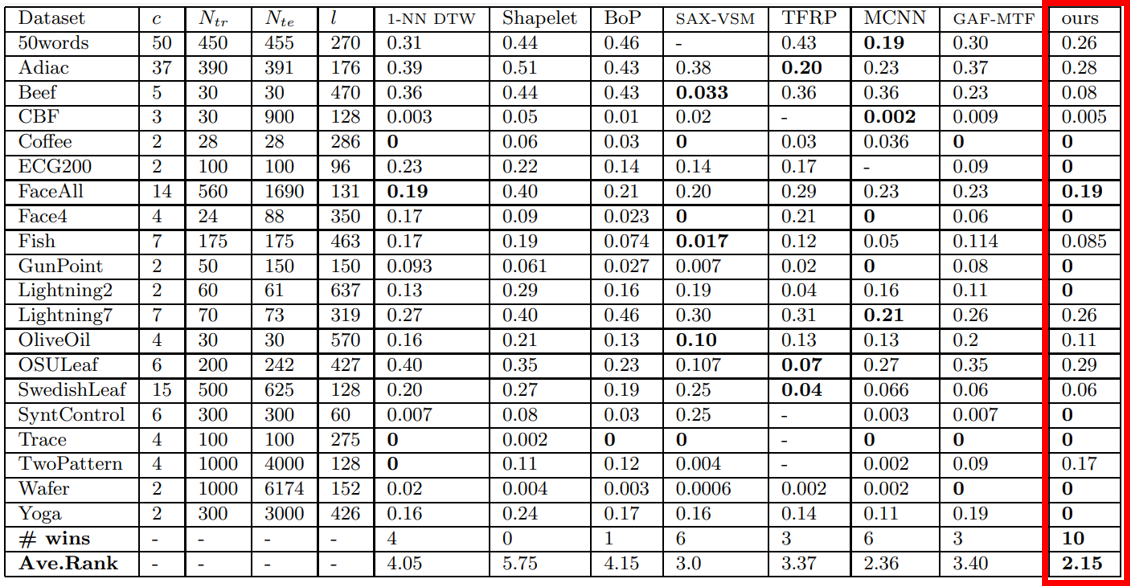 Dataset c N_tr N_te l 1-NN DTW Shapelet BoP SAX-VSM TFRP MCNN GAF-MTF ours
50words 50 450 455 270 0.31 0.44 0.46 - 0.43 0.19 0.30 0.26
Adiac 37 390 391 176 0.39 0.51 0.43 0.38 0.20 0.23 0.37 0.28
Beef 5 30 30 470 0.36 0.44 0.43 0.033 0.36 0.36 0.23 0.08
CBF 3 30 900 128 0.003 0.05 0.01 0.02 - 0.002 0.009 0.005
Coffee 2 28 28 286 0 0.06 0.03 0 0.03 0.036 0 0
ECG200 2 100 100 96 0.23 0.22 0.14 0.14 0.17 - 0.09 0
FaceAll 14 560 1690 131 0.19 0.40 0.21 0.20 0.29 0.23 0.23 0.19
Face4 4 24 88 350 0.17 0.09 0.023 0 0.21 0 0.06 0
Fish 7 175 175 463 0.17 0.19 0.074 0.017 0.12 0.05 0.114 0.085
GunPoint 2 50 150 150 0.093 0.061 0.027 0.007 0.02 0 0.08 0
Lightning2 2 60 61 637 0.13 0.29 0.16 0.19 0.04 0.16 0.11 0
Lightning7 7 70 73 319 0.27 0.40 0.46 0.30 0.31 0.21 0.26 0.26
OliveOil 4 30 30 570 0.16 0.21 0.13 0.10 0.13 0.13 0.2 0.11
OSULeaf 6 200 242 427 0.40 0.35 0.23 0.107 0.07 0.27 0.35 0.29
SwedishLeaf 15 500 625 128 0.20 0.27 0.19 0.25 0.04 0.066 0.06 0.06
SyntControl 6 300 300 60 0.007 0.08 0.03 0.25 - 0.003 0.007 0
Trace 4 100 100 275 0 0.002 0 0 - 0 0 0
TwoPattern 4 1000 4000 128 0 0.11 0.12 0.004 - 0.002 0.09 0.17
Wafer 2 1000 6174 152 0.02 0.004 0.003 0.0006 0.002 0.002 0 0
Yoga 2 300 3000 426 0.16 0.24 0.17 0.16 0.14 0.11 0.19 0
# wins - - - - 4 0 1 6 3 6 3 10
Ave.Rank - - - - 4.05 5.75 4.15 3.0 3.37 2.36 3.40 2.15